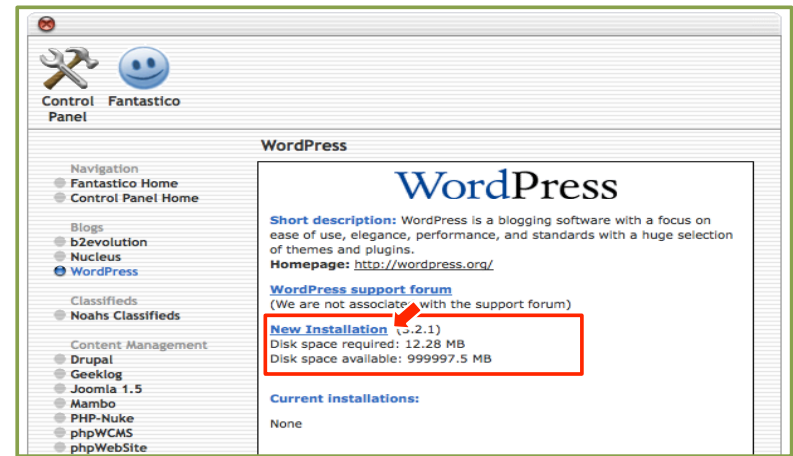 Control Panel
Fantastico
WordPress
Navigation
Fantastico Home
Control Panel Home
Blogs
b2evolution
Nucleus
WordPress
Classifieds
Noahs Classifieds
Content Management
Drupal
Geeklog
Joomla 1.5
Mambo
PHP-Nuke
phpWCMS
phpWebSite
WordPress
Short description: WordPress is a blogging software with a focus on
ease of use, elegance, performance, and standards with a huge selection
of themes and plugins.
Homepage: http://wordpress.org/
WordPress support forum
(We are not associated with the support forum)
New Installation (3.2.1)
Disk space required: 12.28 MB
Disk space available: 999997.5 MB
Current installations:
None